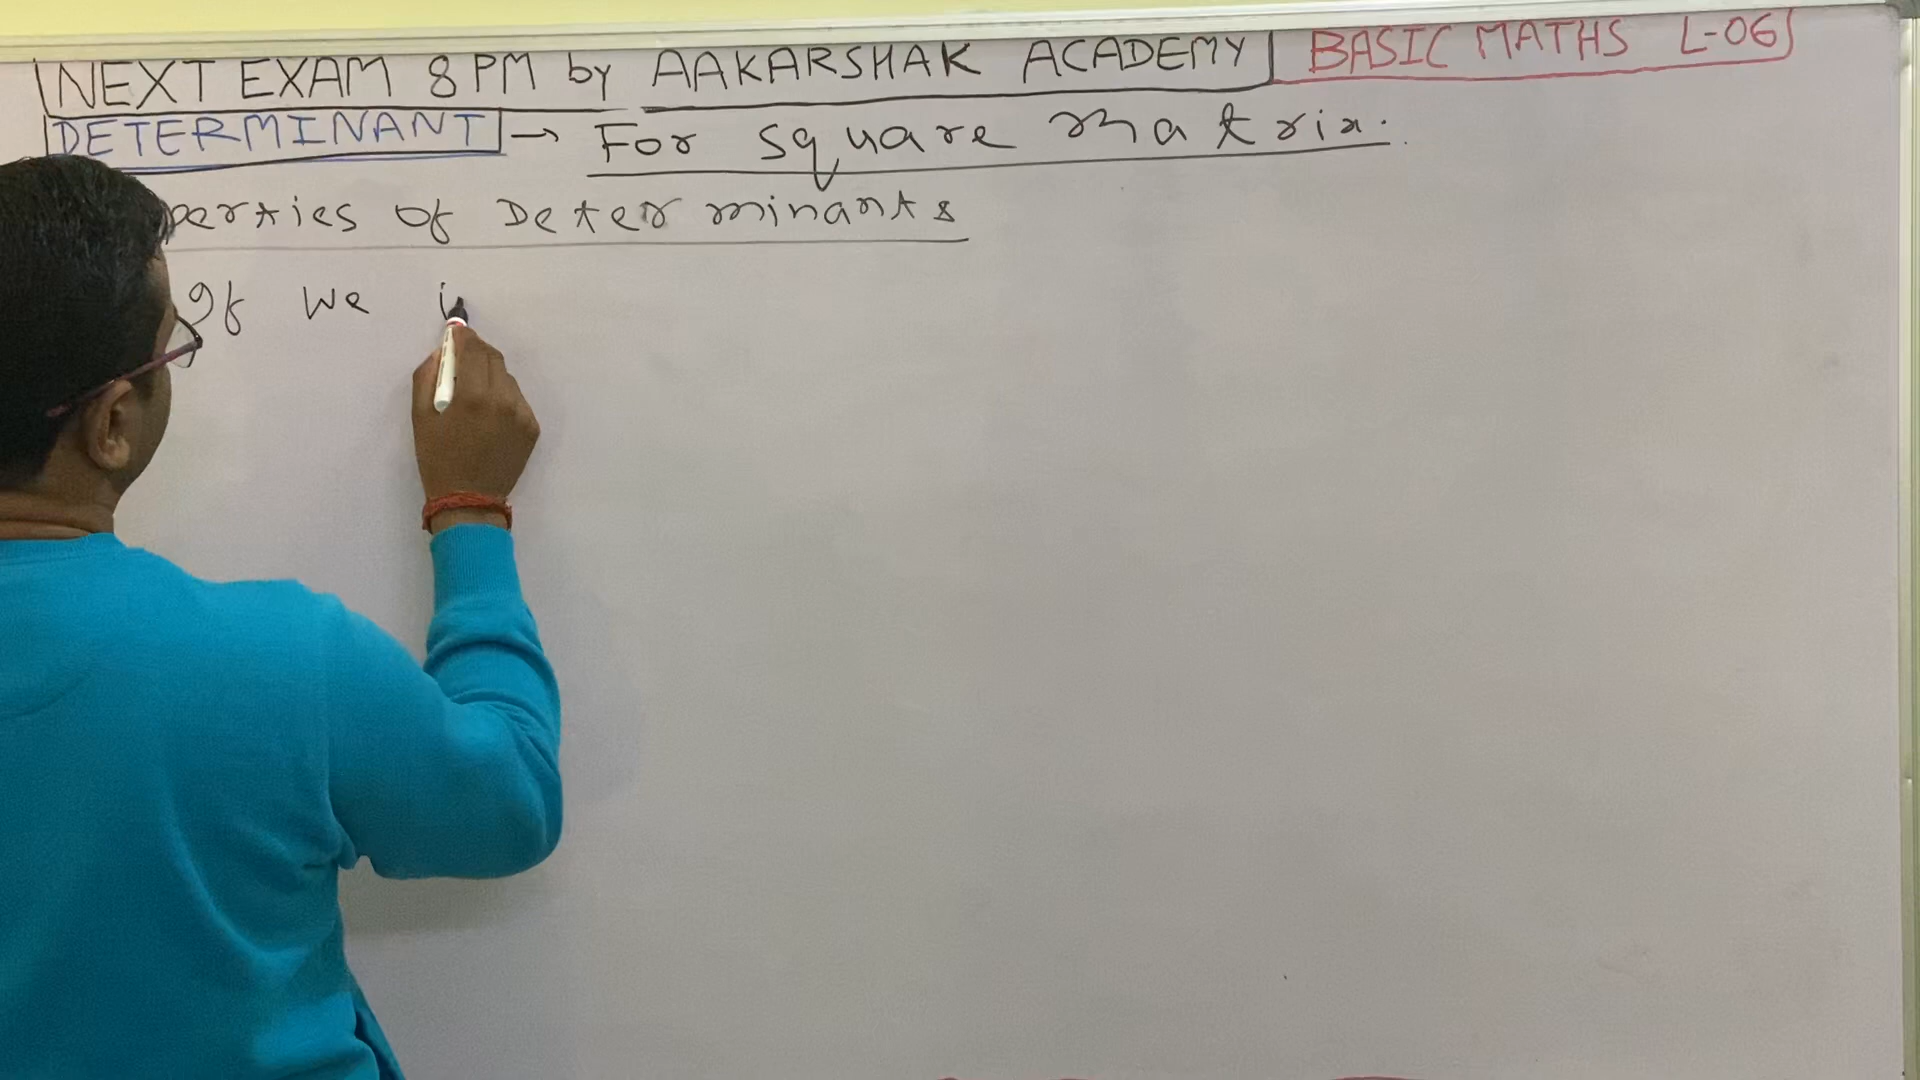 NEXT EXAM 8 PM by AAKARSHAK ACADEMY BASIC MATHS L-06
DETERMINANT → For square matrix.
perties of Determinants
If we i